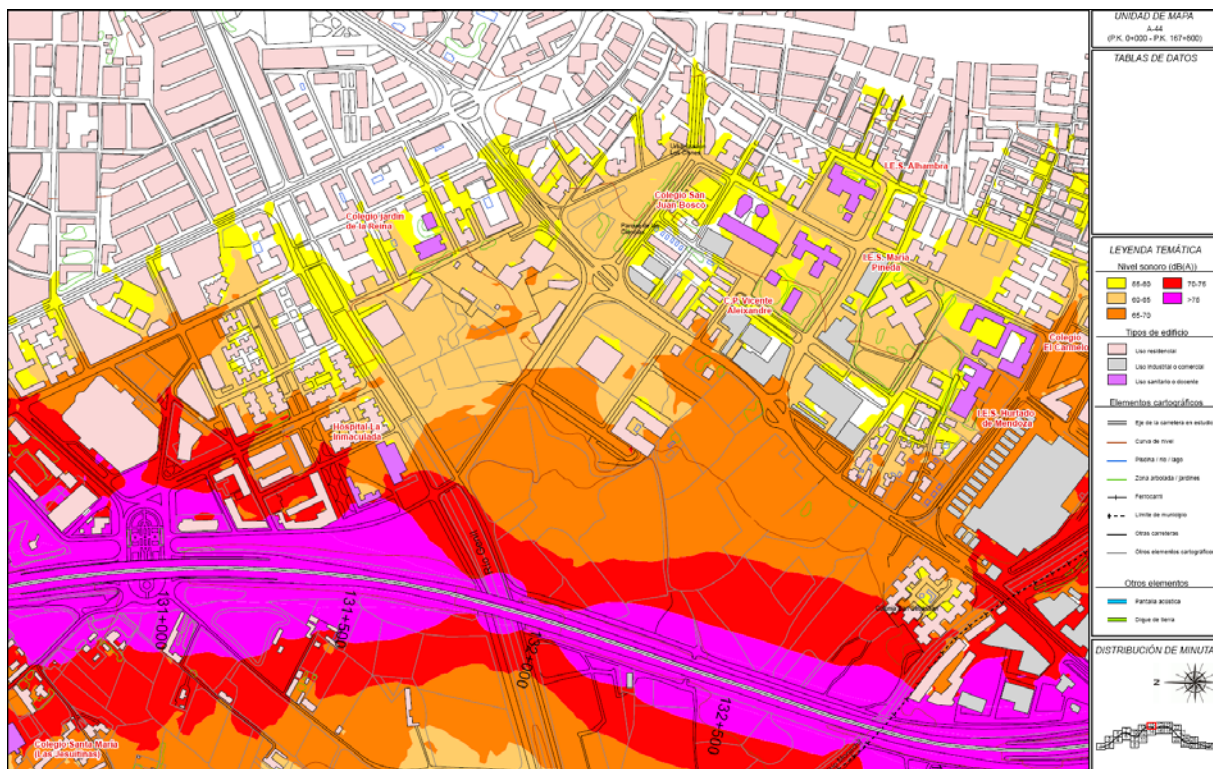 UNIDAD DE MAPA
A-44
(P.K. 0+000 - P.K. 167+600)
TABLAS DE DATOS
I.E.S. Alhambra
Colegio San
Juan Bosco
Colegio jardín
de la Reina
Parque de las
Ciencias
I.E.S. María
Pineda
C.P. Vicente
Aleixandre
Colegio
El Carmelo
Hospital La
Inmaculada
I.E.S. Hurtado
de Mendoza
131+000
131+500
132+000
132+500
Colegio Santa María
(Las Jesuitinas)
LEYENDA TEMÁTICA
Nivel sonoro (dB(A))
55-60
70-75
60-65
>75
65-70
Tipos de edificio
Uso residencial
Uso industrial o comercial
Uso sanitario o docente
Elementos cartográficos
Eje de la carretera en estudio
Curva de nivel
Piscina / río / lago
Zona arbolada / jardines
Ferrocarril
Límite de municipio
Otras carreteras
Otros elementos cartográficos
Otros elementos
Pantalla acústica
Dique de tierra
DISTRIBUCIÓN DE MINUTA
N